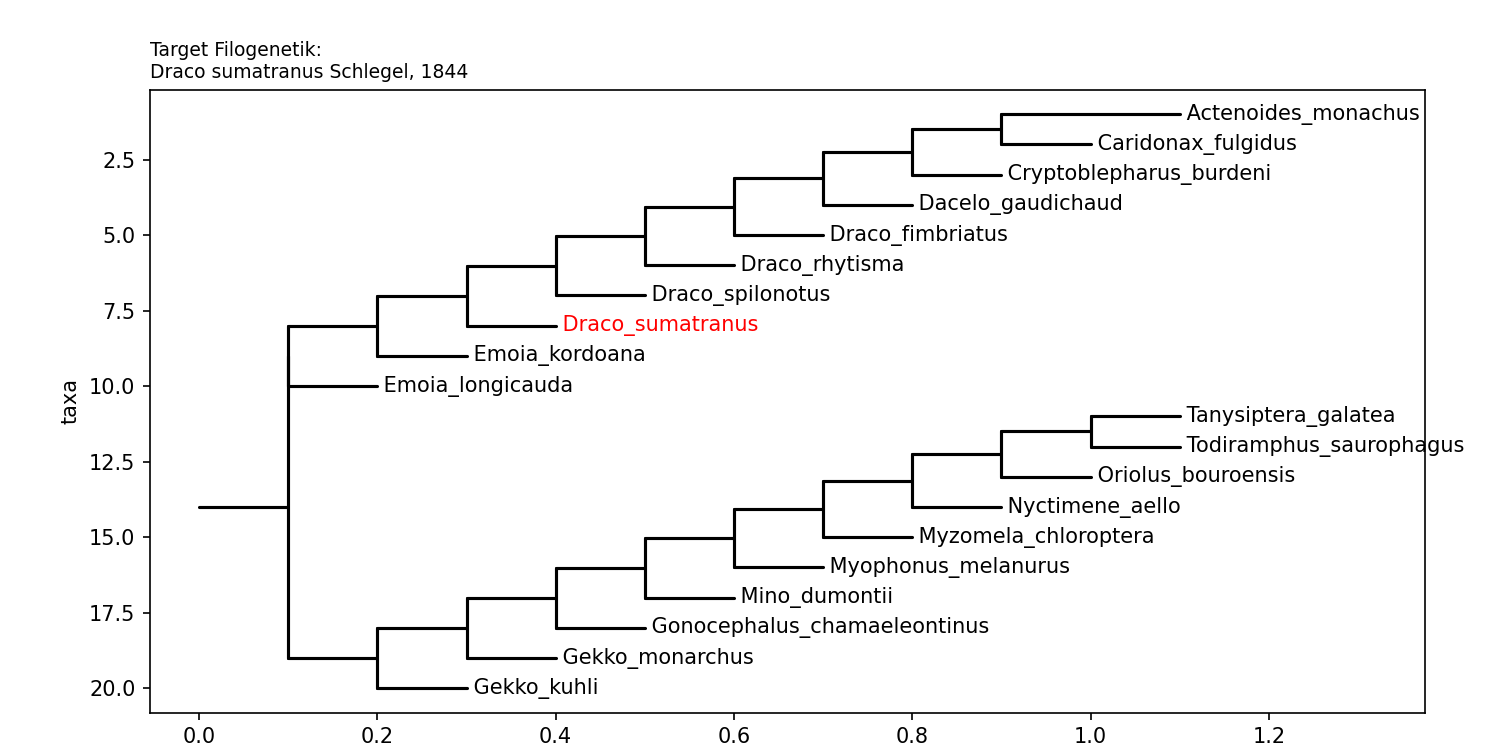 Target Filogenetik:
Draco sumatranus Schlegel, 1844
Actenoides_monachus
Caridonax_fulgidus
2.5
Cryptoblepharus_burdeni
Dacelo_gaudichaud
5.0
Draco_fimbriatus
Draco_rhytisma
Draco_spilonotus
7.5
Draco_sumatranus
Emoia_kordoana
10.0
Emoia_longicauda
taxa
Tanysiptera_galatea
Todiramphus_saurophagus
12.5
Oriolus_bouroensis
Nyctimene_aello
15.0
Myzomela_chloroptera
Myophonus_melanurus
Mino_dumontii
17.5
Gonocephalus_chamaeleontinus
Gekko_monarchus
20.0
Gekko_kuhli
0.0 0.2 0.4 0.6 0.8 1.0 1.2